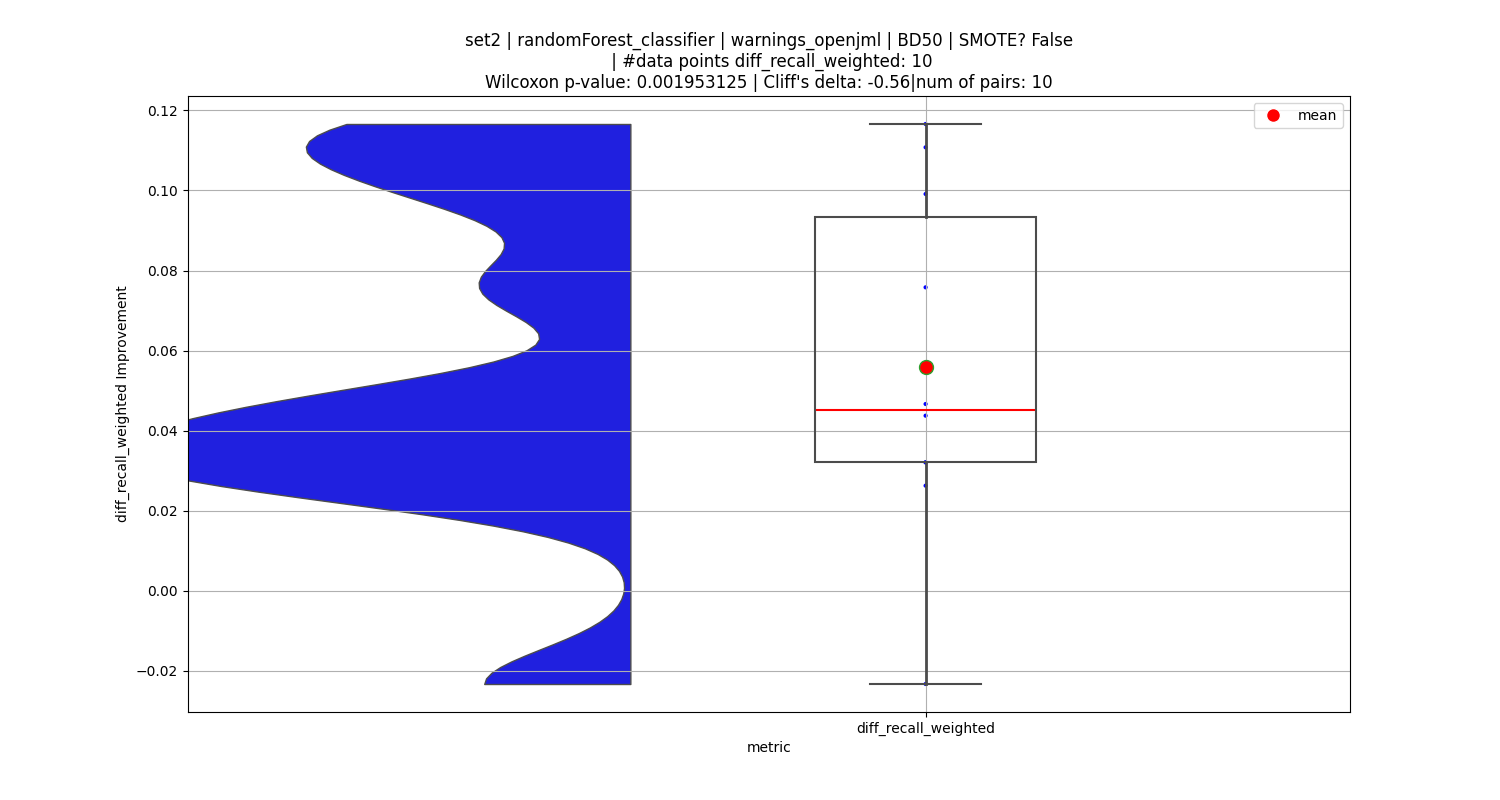 set2 | randomForest_classifier | warnings_openjml | BD50 | SMOTE? False
| #data points diff_recall_weighted: 10
Wilcoxon p-value: 0.001953125 | Cliff's delta: -0.56|num of pairs: 10
mean
0.12
0.10
0.08
0.06
0.04
0.02
0.00
−0.02
diff_recall_weighted Improvement
diff_recall_weighted
metric